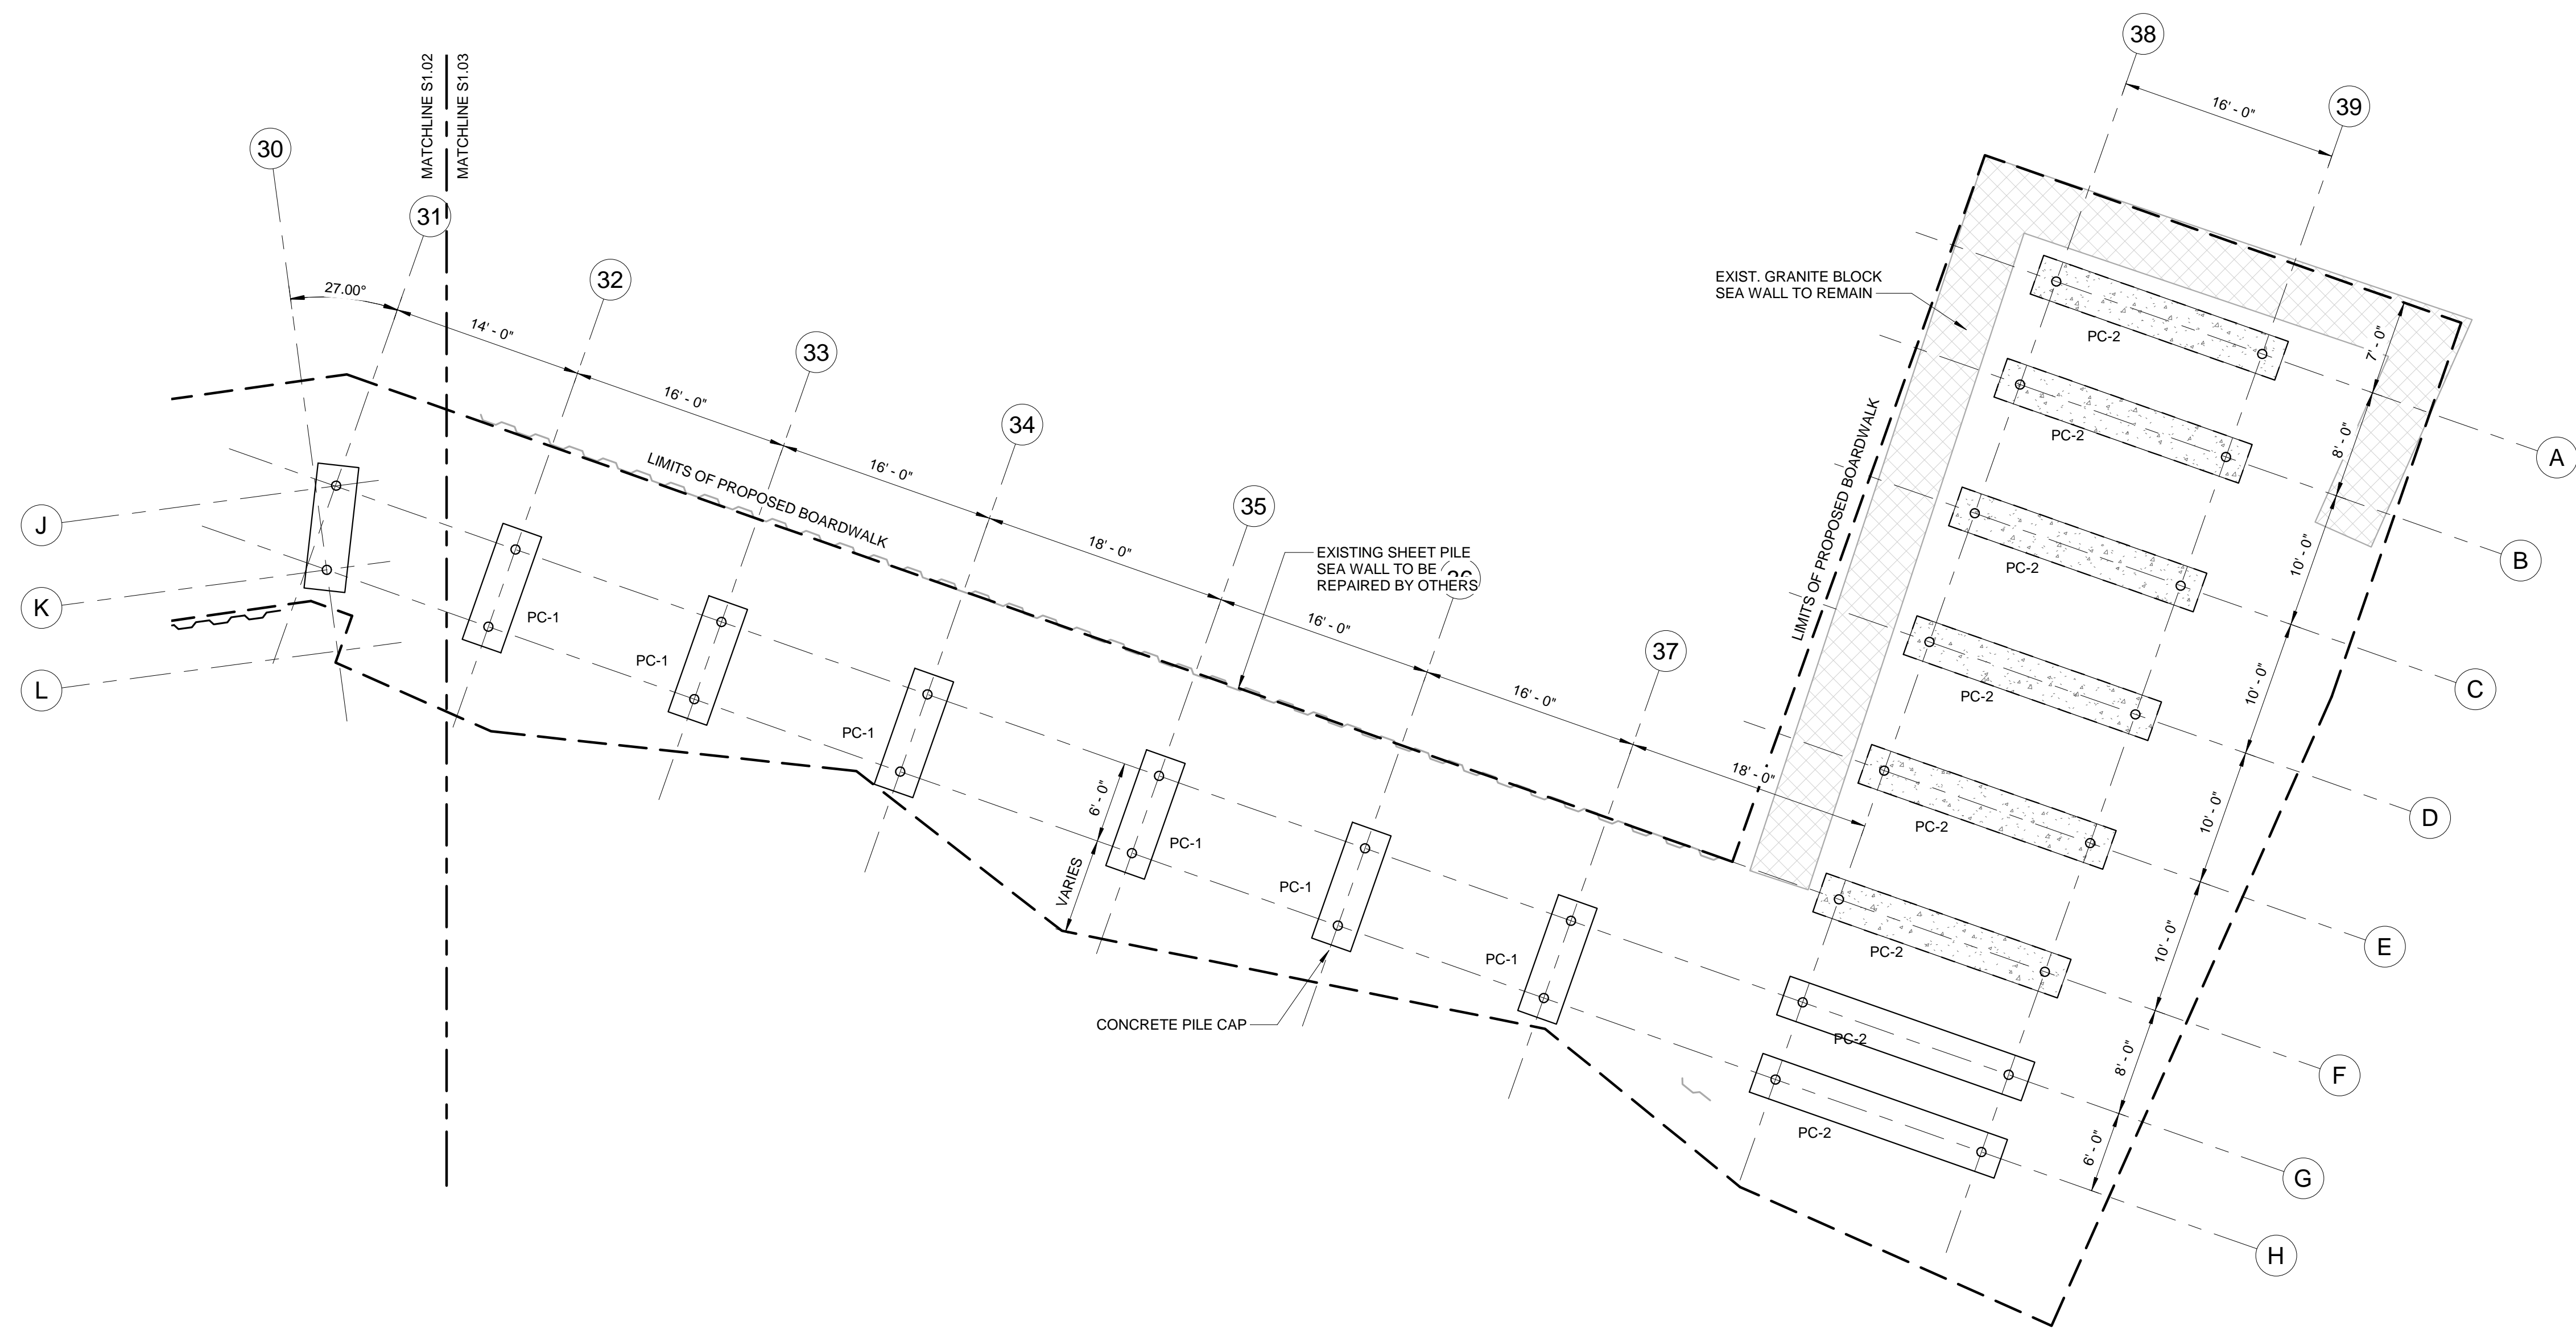 38
39
16' - 0"
MATCHLINE S1.02
MATCHLINE S1.03
30
31
32
33
34
35
37
27.00°
14' - 0"
16' - 0"
16' - 0"
18' - 0"
16' - 0"
16' - 0"
18' - 0"
LIMITS OF PROPOSED BOARDWALK
EXISTING SHEET PILE
SEA WALL TO BE
REPAIRED BY OTHERS
EXIST. GRANITE BLOCK
SEA WALL TO REMAIN
LIMITS OF PROPOSED BOARDWALK
J
K
L
PC-1
PC-1
PC-1
PC-1
PC-1
PC-1
6' - 0"
VARIES
CONCRETE PILE CAP
PC-2
PC-2
PC-2
PC-2
PC-2
PC-2
PC-2
PC-2
7' - 0"
8' - 0"
10' - 0"
10' - 0"
10' - 0"
10' - 0"
8' - 0"
6' - 0"
A
B
C
D
E
F
G
H